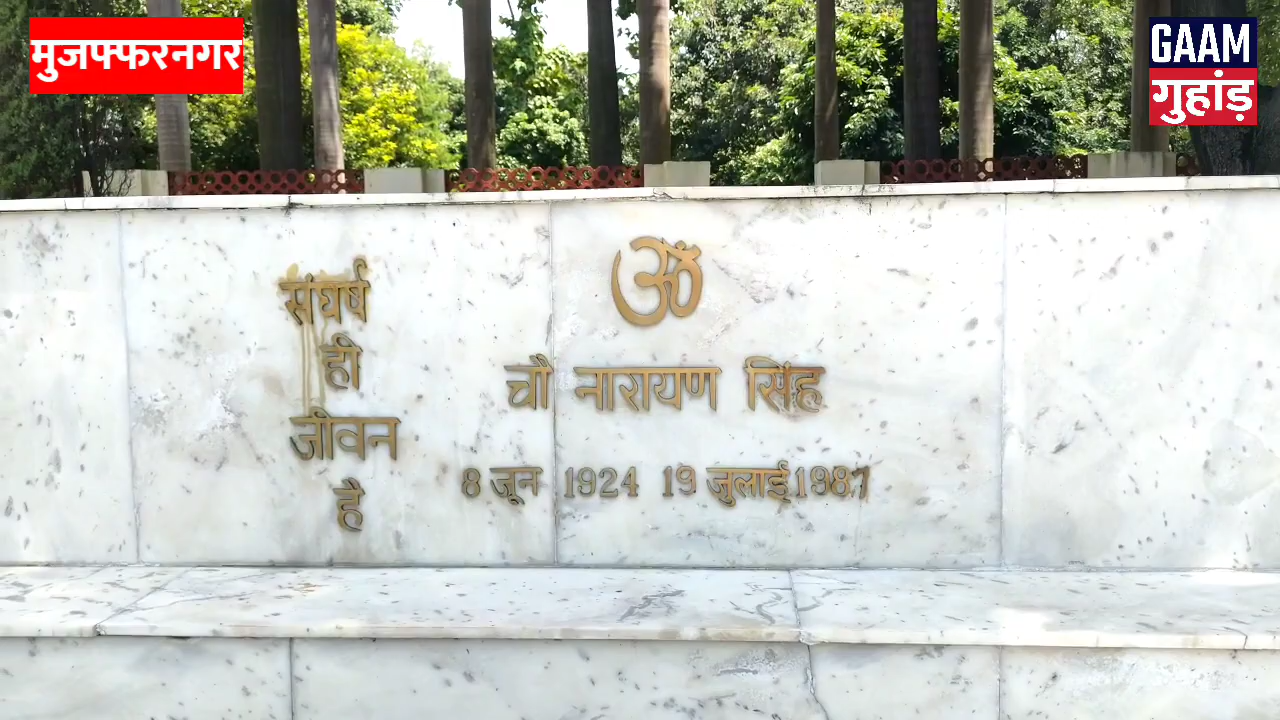 मुजफ्फरनगर
GAAM
गुहांड़
ॐ
संघर्ष
ही
जीवन
है
चौ नारायण सिंह
8 जून 1924 19 जुलाई 1987